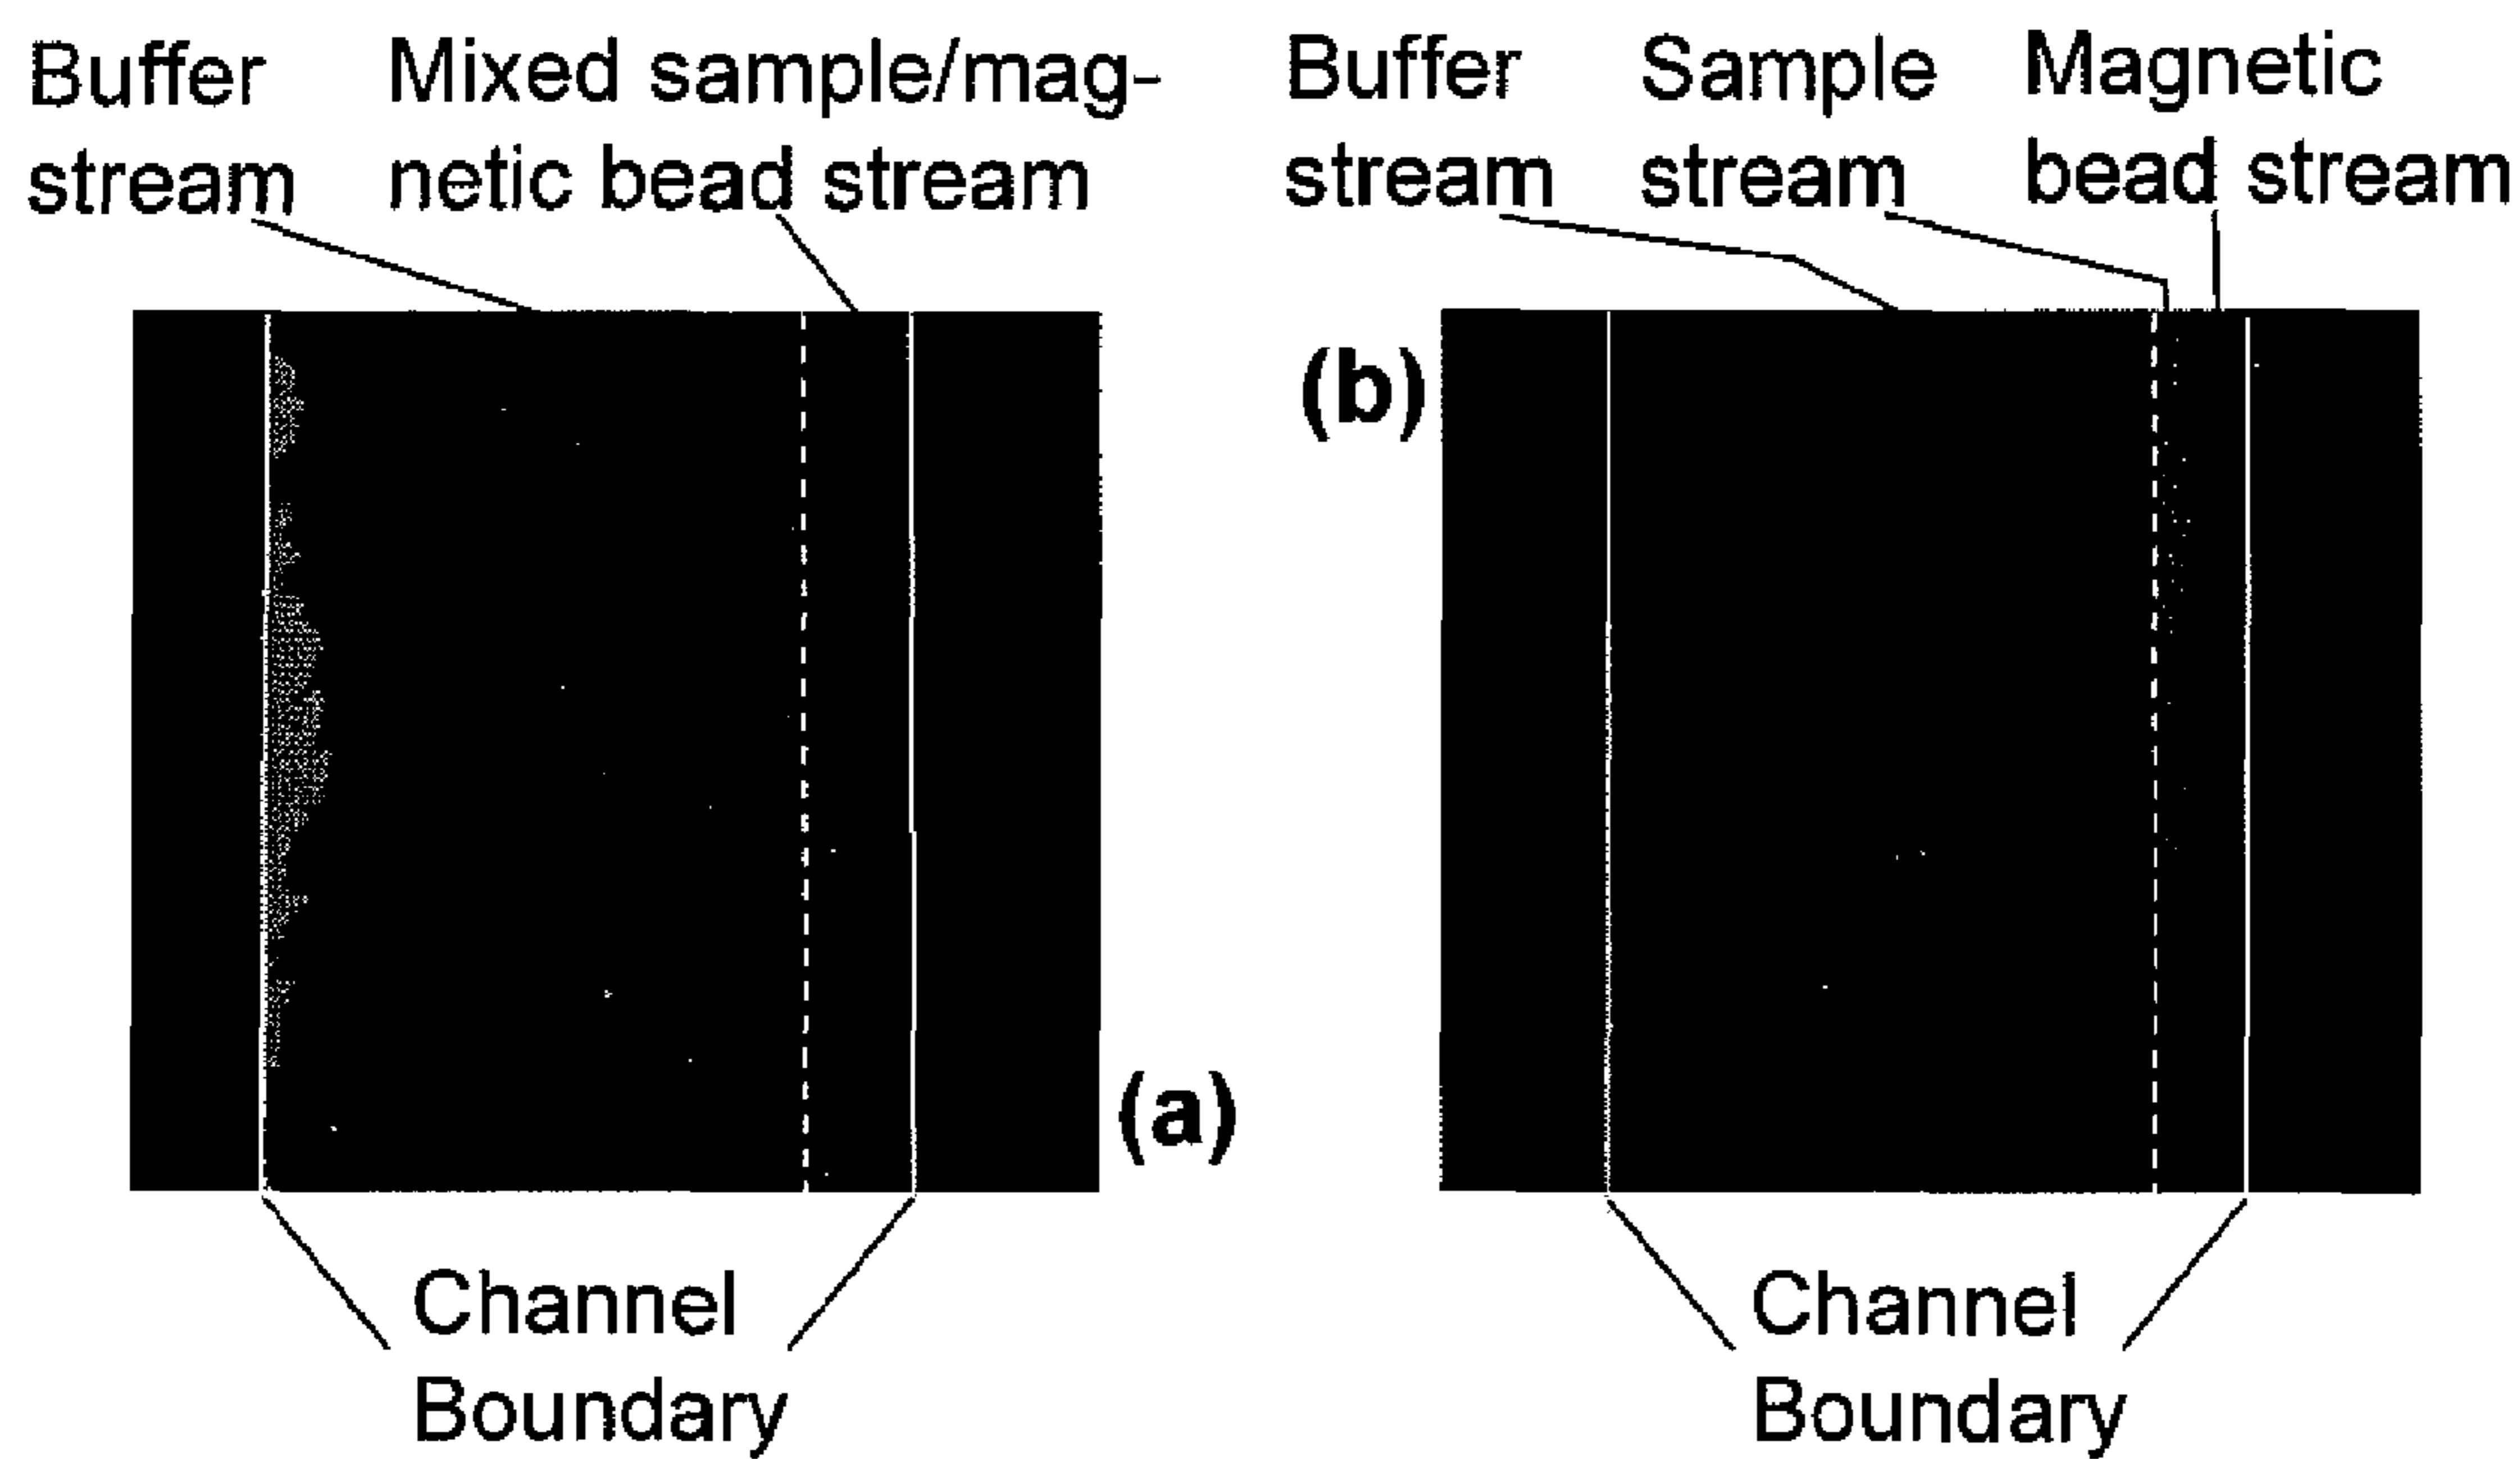 Buffer
stream
Mixed sample/mag-
netic bead stream
Buffer
stream
Sample
stream
Magnetic
bead stream
(b)
(a)
Channel
Boundary
Channel
Boundary